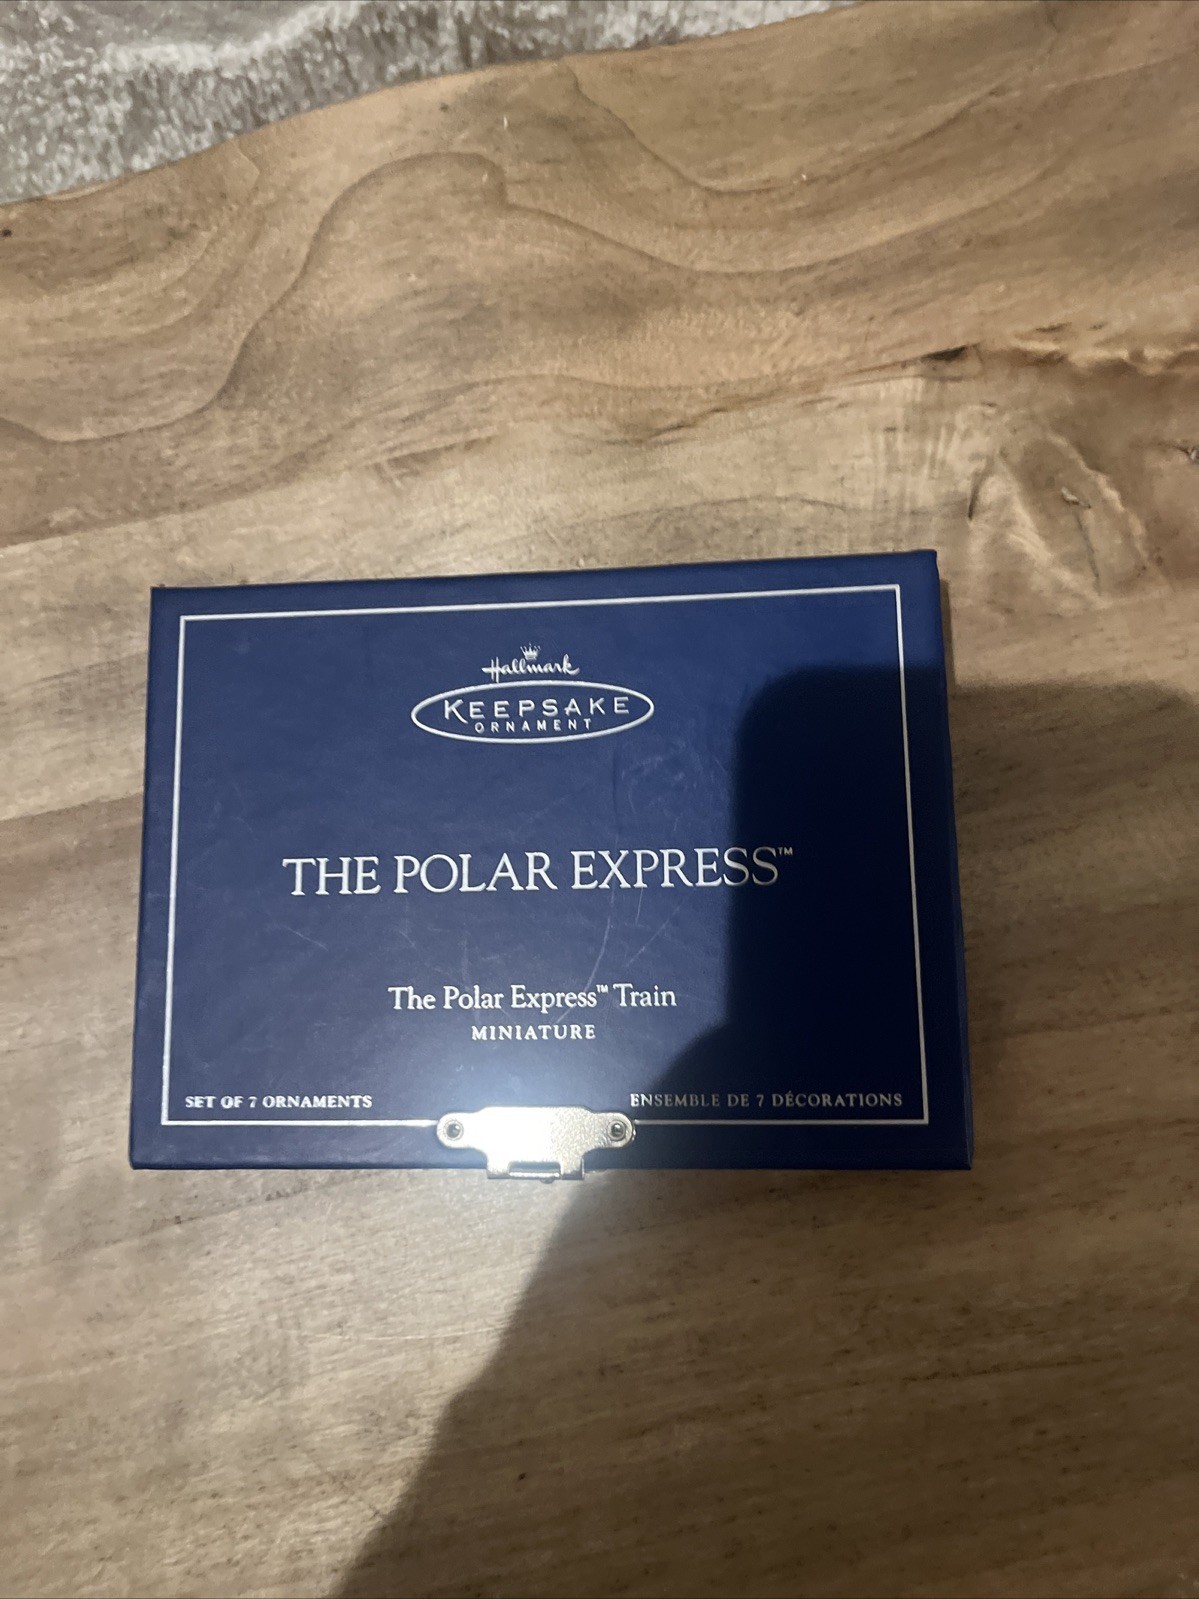 Hallmark
KEEPSAKE
ORNAMENT
THE POLAR EXPRESS™
The Polar Express™ Train
MINIATURE
SET OF 7 ORNAMENTS
ENSEMBLE DE 7 DÉCORATIONS